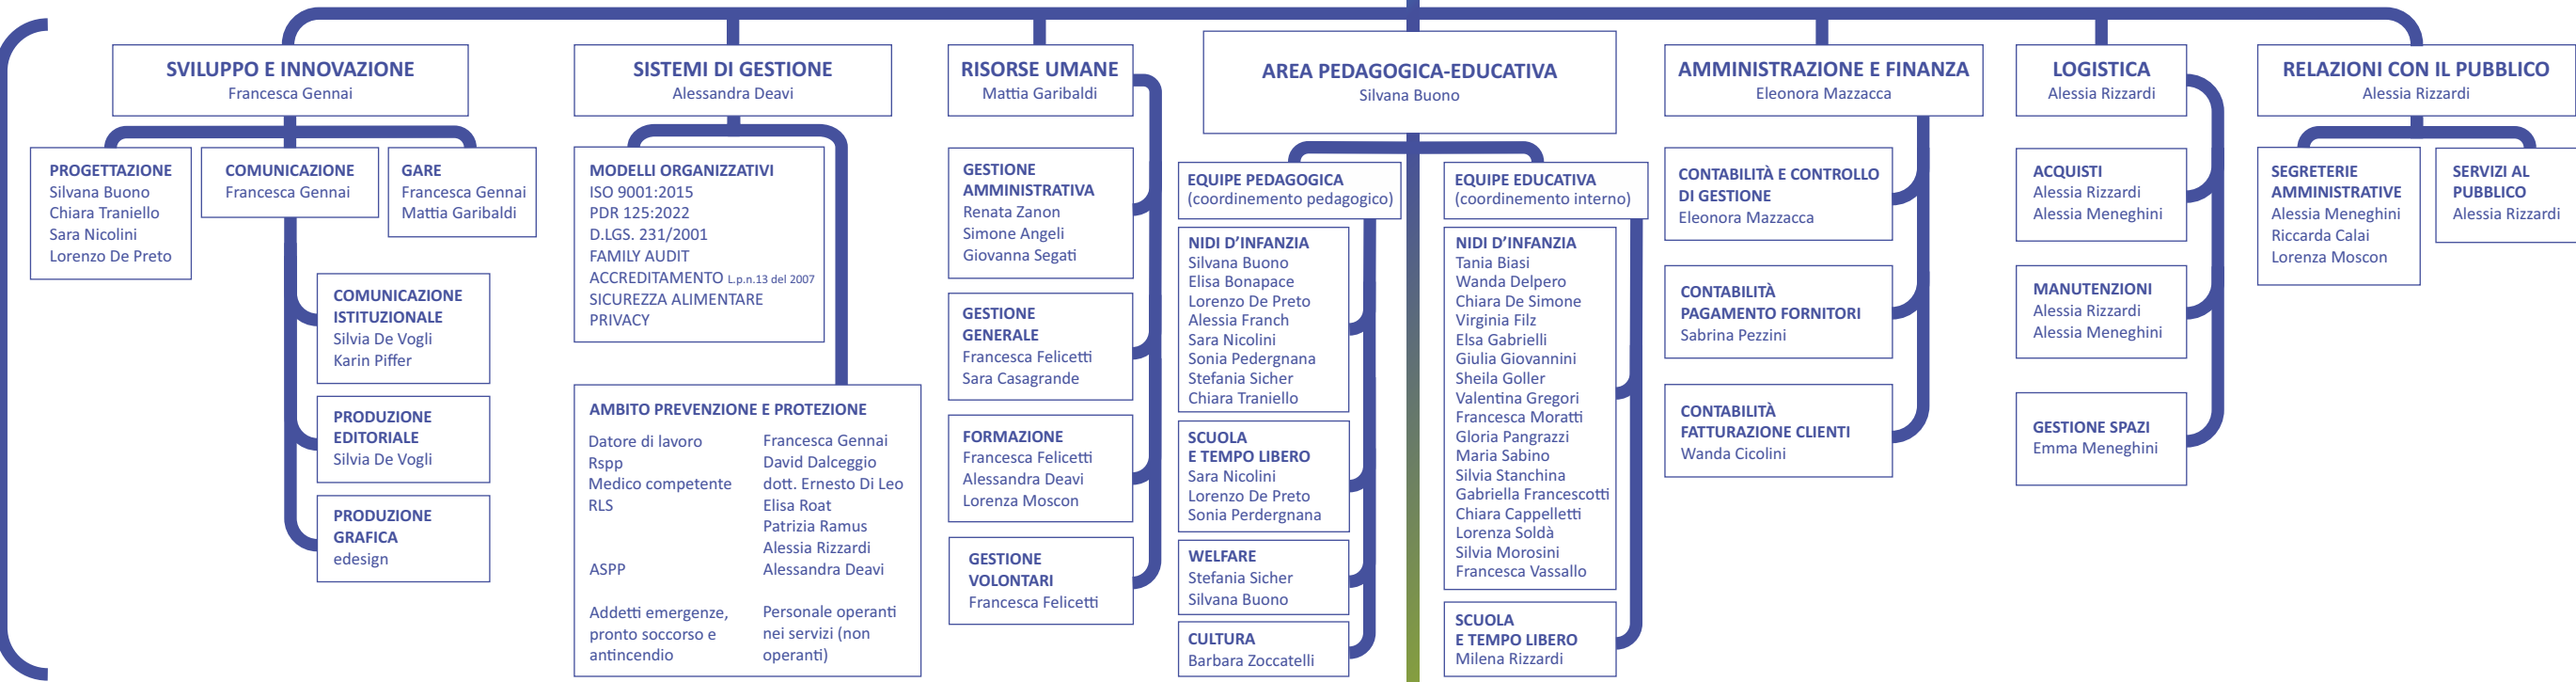 SVILUPPO E INNOVAZIONE
Francesca Gennai
PROGETTAZIONE
Silvana Buono
Chiara Traniello
Sara Nicolini
Lorenzo De Preto
COMUNICAZIONE
Francesca Gennai
GARE
Francesca Gennai
Mattia Garibaldi
COMUNICAZIONE
ISTITUZIONALE
Silvia De Vogli
Karin Piffer
PRODUZIONE
EDITORIALE
Silvia De Vogli
PRODUZIONE
GRAFICA
edesign
SISTEMI DI GESTIONE
Alessandra Deavi
MODELLI ORGANIZZATIVI
ISO 9001:2015
PDR 125:2022
D.LGS. 231/2001
FAMILY AUDIT
ACCREDITAMENTO L.p.n.13 del 2007
SICUREZZA ALIMENTARE
PRIVACY
AMBITO PREVENZIONE E PROTEZIONE
Datore di lavoro Francesca Gennai
Rspp David Dalceggio
Medico competente dott. Ernesto Di Leo
RLS Elisa Roat
Patrizia Ramus
Alessia Rizzardi
ASPP Alessandra Deavi
Addetti emergenze, Personale operanti
pronto soccorso e nei servizi (non
antincendio operanti)
RISORSE UMANE
Mattia Garibaldi
GESTIONE
AMMINISTRATIVA
Renata Zanon
Simone Angeli
Giovanna Segati
GESTIONE
GENERALE
Francesca Felicetti
Sara Casagrande
FORMAZIONE
Francesca Felicetti
Alessandra Deavi
Lorenza Moscon
GESTIONE
VOLONTARI
Francesca Felicetti
AREA PEDAGOGICA-EDUCATIVA
Silvana Buono
EQUIPE PEDAGOGICA
(coordinemento pedagogico)
NIDI D'INFANZIA
Silvana Buono
Elisa Bonapace
Lorenzo De Preto
Alessia Franch
Sara Nicolini
Sonia Pedergnana
Stefania Sicher
Chiara Traniello
SCUOLA
E TEMPO LIBERO
Sara Nicolini
Lorenzo De Preto
Sonia Perdergnana
WELFARE
Stefania Sicher
Silvana Buono
CULTURA
Barbara Zoccatelli
EQUIPE EDUCATIVA
(coordinemento interno)
NIDI D'INFANZIA
Tania Biasi
Wanda Delpero
Chiara De Simone
Virginia Filz
Elsa Gabrielli
Giulia Giovannini
Sheila Goller
Valentina Gregori
Francesca Moratti
Gloria Pangrazzi
Maria Sabino
Silvia Stanchina
Gabriella Francescotti
Chiara Cappelletti
Lorenza Soldà
Silvia Morosini
Francesca Vassallo
SCUOLA
E TEMPO LIBERO
Milena Rizzardi
AMMINISTRAZIONE E FINANZA
Eleonora Mazzacca
CONTABILITÀ E CONTROLLO
DI GESTIONE
Eleonora Mazzacca
CONTABILITÀ
PAGAMENTO FORNITORI
Sabrina Pezzini
CONTABILITÀ
FATTURAZIONE CLIENTI
Wanda Cicolini
LOGISTICA
Alessia Rizzardi
ACQUISTI
Alessia Rizzardi
Alessia Meneghini
MANUTENZIONI
Alessia Rizzardi
Alessia Meneghini
GESTIONE SPAZI
Emma Meneghini
RELAZIONI CON IL PUBBLICO
Alessia Rizzardi
SEGRETERIE
AMMINISTRATIVE
Alessia Meneghini
Riccarda Calai
Lorenza Moscon
SERVIZI AL
PUBBLICO
Alessia Rizzardi